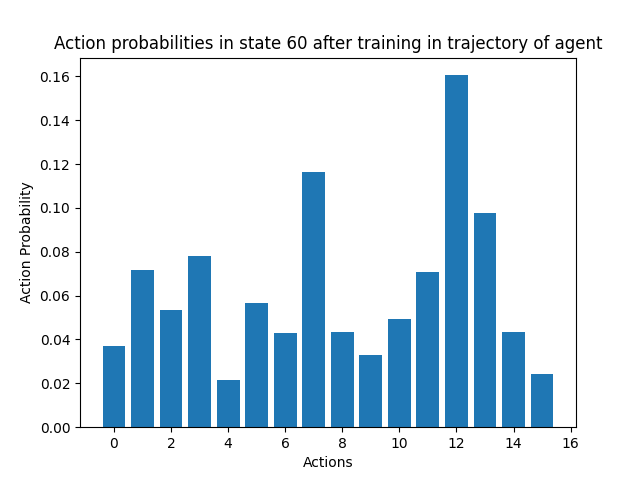 Action probabilities in state 60 after training in trajectory of agent
0.16
0.14
0.12
0.10
0.08
0.06
0.04
0.02
0.00
Action Probability
0 2 4 6 8 10 12 14 16
Actions